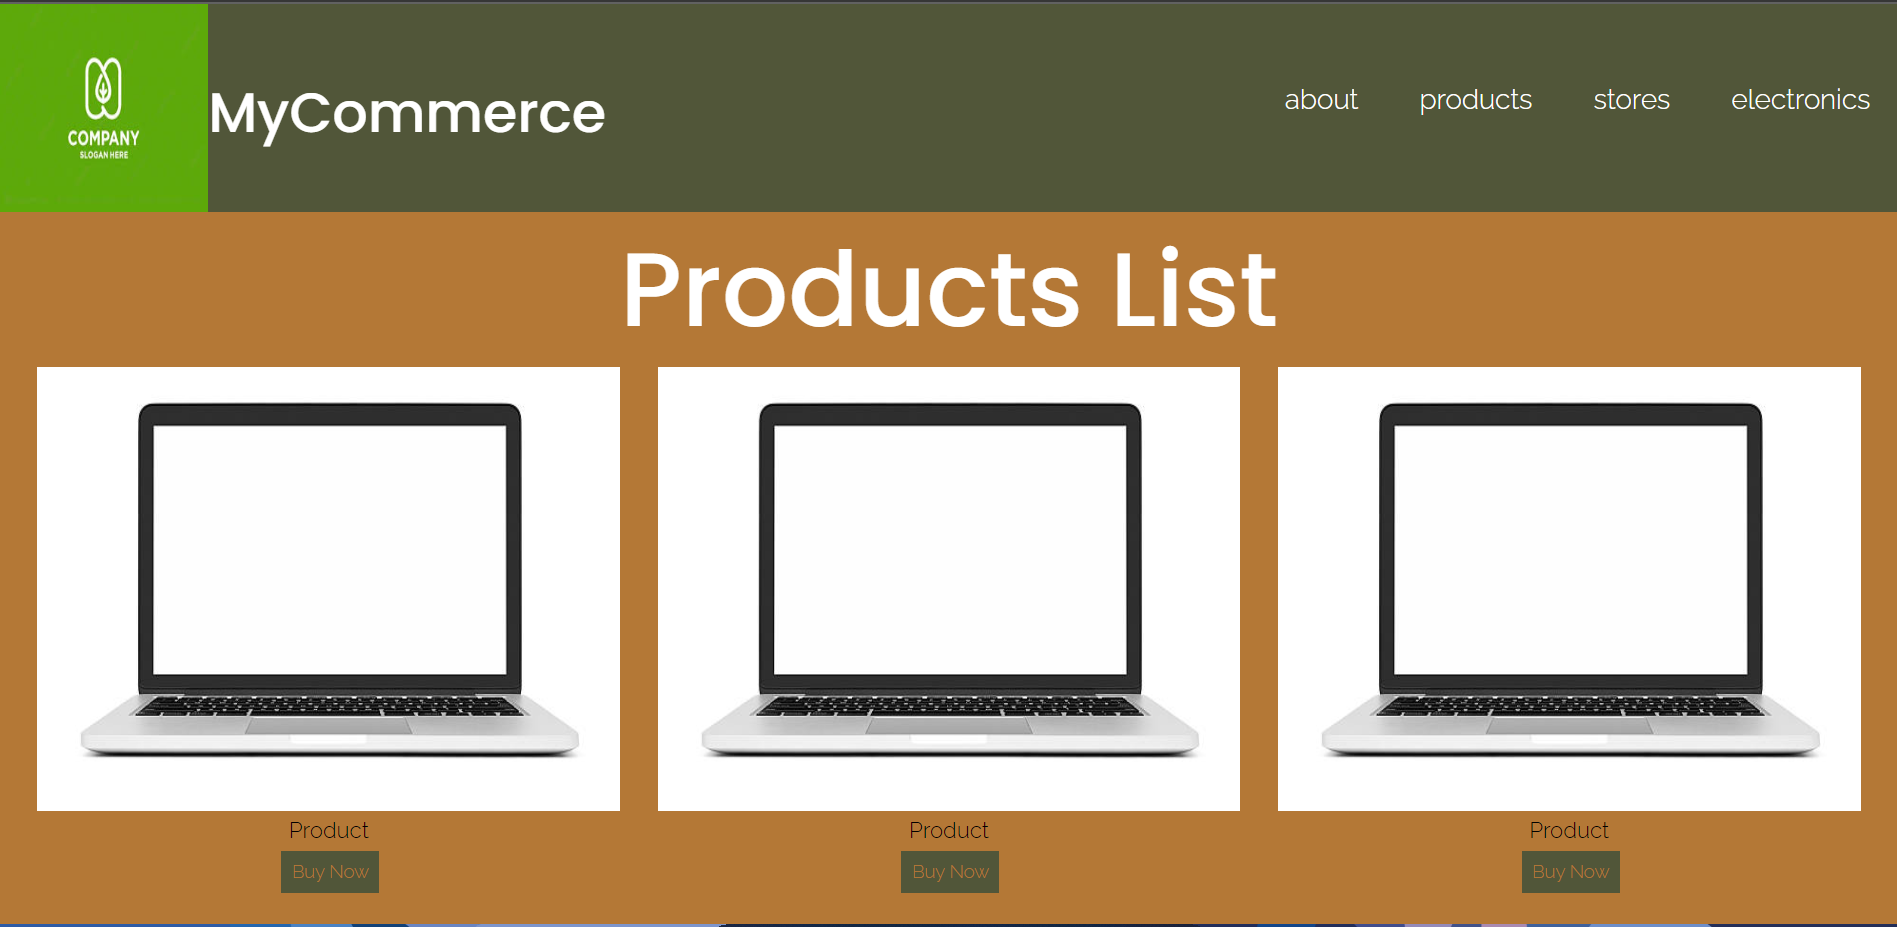 COMPANY
SLOGAN HERE
MyCommerce
about products stores electronics
Products List
Product Product Product
Buy Now Buy Now Buy Now